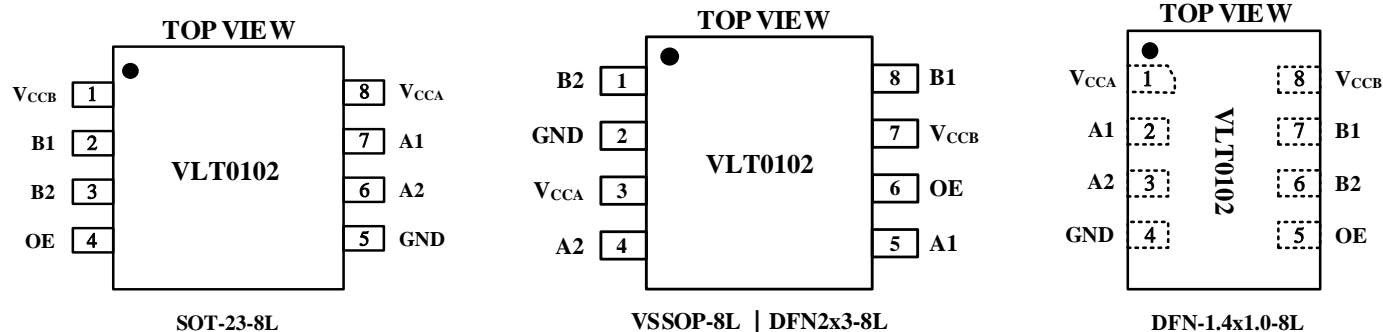 TOP VIEW
VCCB 1 8 VCCA
B1 2 7 A1
VLT0102
B2 3 6 A2
OE 4 5 GND
SOT-23-8L
TOP VIEW
B2 1 8 B1
GND 2 7 VCCB
VLT0102
VCCA 3 6 OE
A2 4 5 A1
VSSOP-8L | DFN2x3-8L
TOP VIEW
VCCA 1 8 VCCB
A1 2 7 B1
VLT0102
A2 3 6 B2
GND 4 5 OE
DFN-1.4x1.0-8L